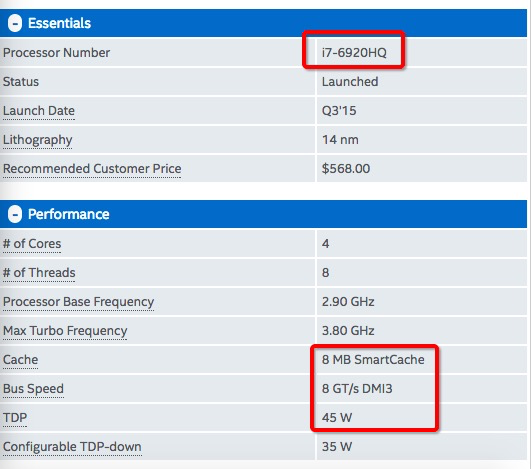 Essentials
Processor Number i7-6920HQ
Status Launched
Launch Date Q3'15
Lithography 14 nm
Recommended Customer Price $568.00
Performance
# of Cores 4
# of Threads 8
Processor Base Frequency 2.90 GHz
Max Turbo Frequency 3.80 GHz
Cache 8 MB SmartCache
Bus Speed 8 GT/s DMI3
TDP 45 W
Configurable TDP-down 35 W